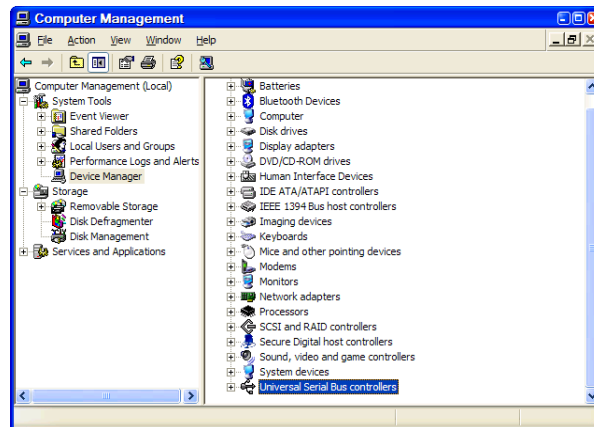 Computer Management
File Action View Window Help
Computer Management (Local)
System Tools
Event Viewer
Shared Folders
Local Users and Groups
Performance Logs and Alerts
Device Manager
Storage
Removable Storage
Disk Defragmenter
Disk Management
Services and Applications
Batteries
Bluetooth Devices
Computer
Disk drives
Display adapters
DVD/CD-ROM drives
Human Interface Devices
IDE ATA/ATAPI controllers
IEEE 1394 Bus host controllers
Imaging devices
Keyboards
Mice and other pointing devices
Modems
Monitors
Network adapters
Processors
SCSI and RAID controllers
Secure Digital host controllers
Sound, video and game controllers
System devices
Universal Serial Bus controllers